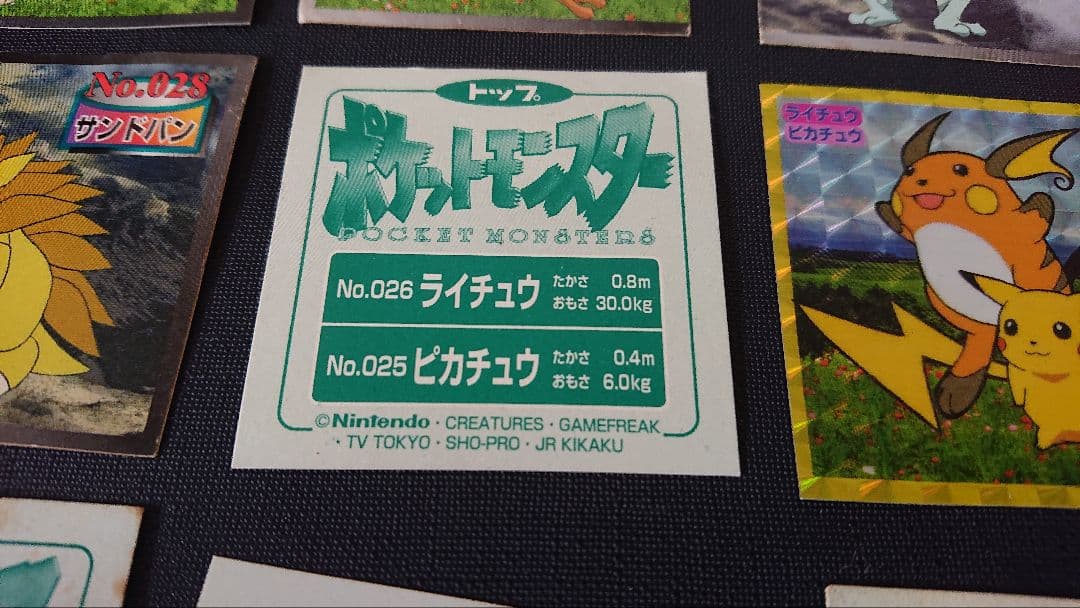 No.028
サンドパン
トップ
ポケットモンスター
POCKET MONSTERS
No.026 ライチュウ たかさ 0.8m おもさ 30.0kg
No.025 ピカチュウ たかさ 0.4m おもさ 6.0kg
©Nintendo・CREATURES・GAMEFREAK
・TV TOKYO・SHO-PRO・JR KIKAKU
ライチュウ
ピカチュウ